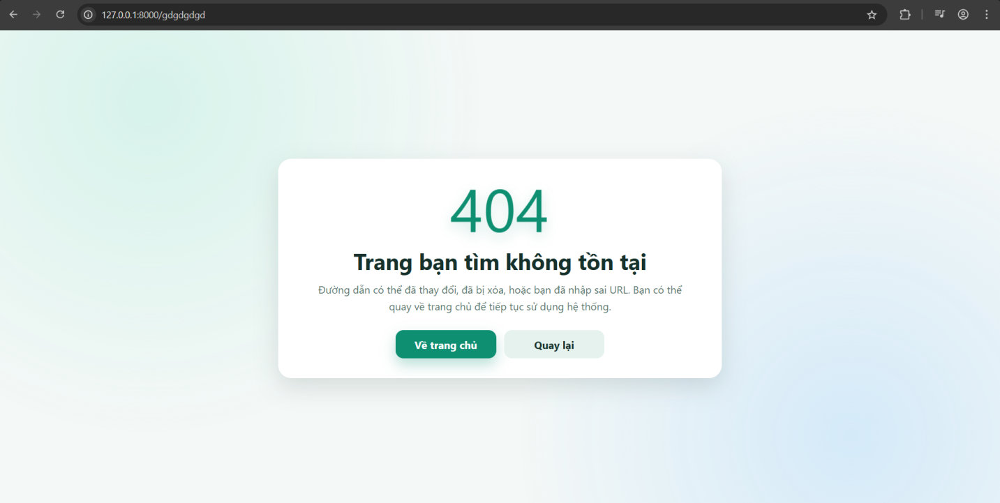 127.0.0.1:8000/gdgdgdgd
404
Trang bạn tìm không tồn tại
Đường dẫn có thể đã thay đổi, đã bị xóa, hoặc bạn đã nhập sai URL. Bạn có thể
quay về trang chủ để tiếp tục sử dụng hệ thống.
Về trang chủ
Quay lại